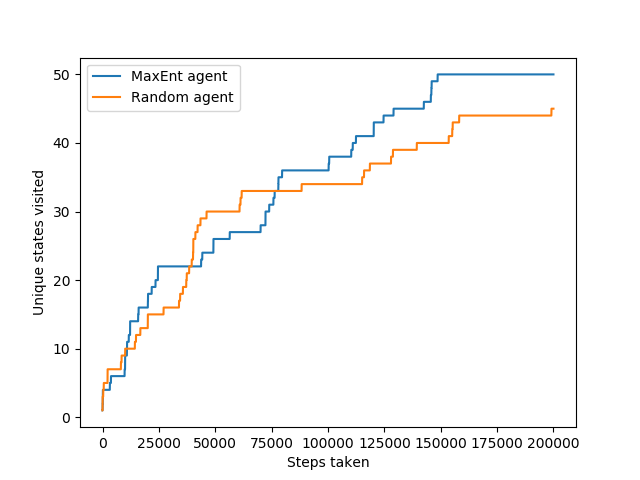 MaxEnt agent
Random agent
50
40
30
20
10
0
Unique states visited
0 25000 50000 75000 100000 125000 150000 175000 200000
Steps taken